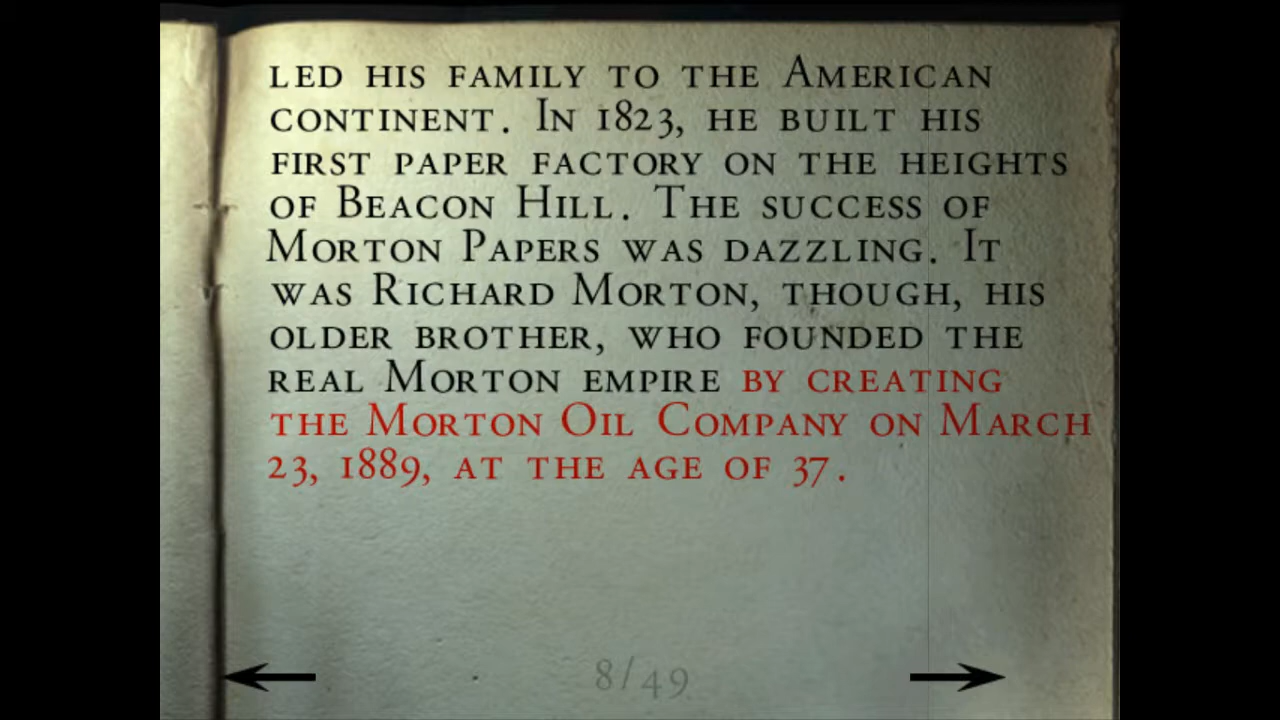 LED HIS FAMILY TO THE AMERICAN
CONTINENT. IN 1823, HE BUILT HIS
FIRST PAPER FACTORY ON THE HEIGHTS
OF BEACON HILL. THE SUCCESS OF
MORTON PAPERS WAS DAZZLING. IT
WAS RICHARD MORTON, THOUGH, HIS
OLDER BROTHER, WHO FOUNDED THE
REAL MORTON EMPIRE BY CREATING
THE MORTON OIL COMPANY ON MARCH
23, 1889, AT THE AGE OF 37.
8/49